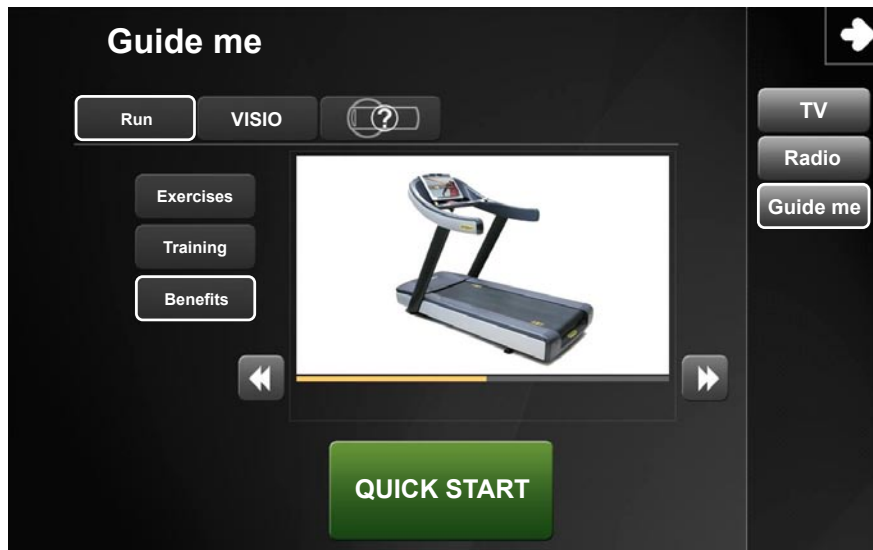 Guide me
Run
VISIO
?
TV
Radio
Guide me
Exercises
Training
Benefits
QUICK START